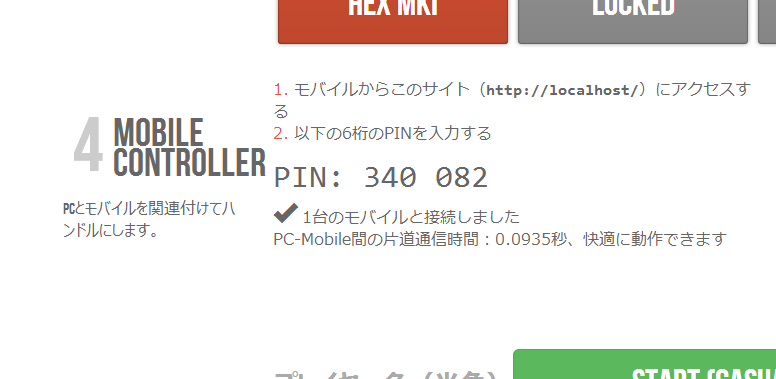 HEX MKI
LOCKED
4 MOBILE
CONTROLLER
PCとモバイルを関連付けてハ
ンドルにします。
1. モバイルからこのサイト（http://localhost/）にアクセスす
る
2. 以下の6桁のPINを入力する
PIN: 340 082
1台のモバイルと接続しました
PC-Mobile間の片道通信時間：0.0935秒、快適に動作できます
START (CASU